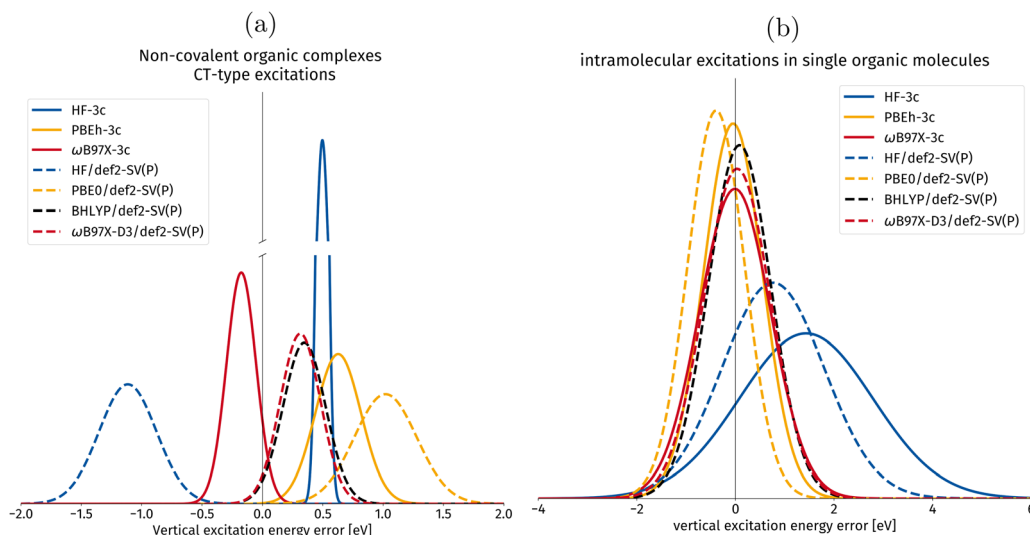 (a)
Non-covalent organic complexes
CT-type excitations
HF-3c
PBEh-3c
ωB97X-3c
HF/def2-SV(P)
PBE0/def2-SV(P)
BHLYP/def2-SV(P)
ωB97X-D3/def2-SV(P)
−2.0 −1.5 −1.0 −0.5 0.0 0.5 1.0 1.5 2.0
Vertical excitation energy error [eV]
(b)
intramolecular excitations in single organic molecules
HF-3c
PBEh-3c
ωB97X-3c
HF/def2-SV(P)
PBE0/def2-SV(P)
BHLYP/def2-SV(P)
ωB97X-D3/def2-SV(P)
−4 −2 0 2 4 6
vertical excitation energy error [eV]